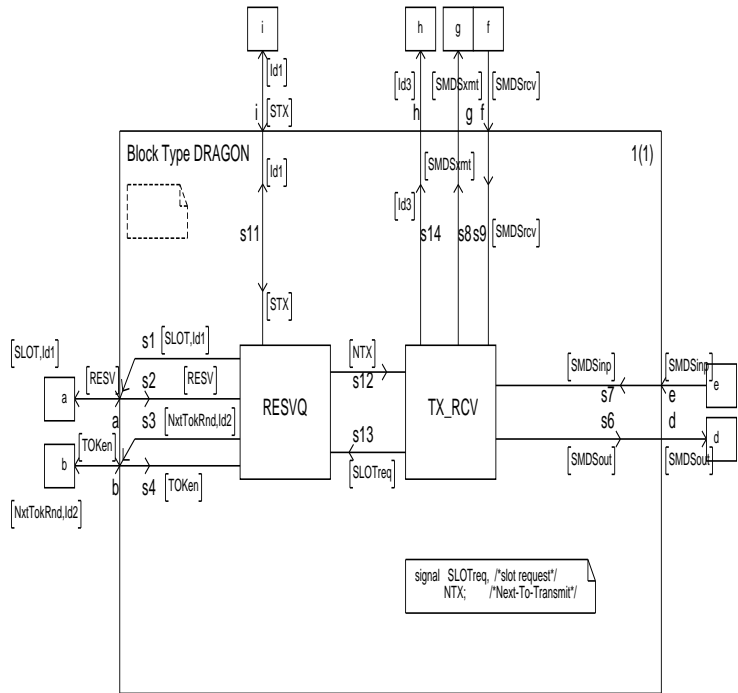 i
h
g
f
[Id1]
[Id3]
[SMDSxmt]
[SMDSrcv]
i
[STX]
h
g
f
Block Type DRAGON
1(1)
[Id1]
[SMDSxmt]
[Id3]
s11
s14
s8
s9
[SMDSrcv]
[STX]
s1
[SLOT,Id1]
[SLOT,Id1]
[NTX]
[RESV]
s2
[RESV]
s12
[SMDSinp]
[SMDSinp]
a
e
s7
e
a
s3
[NxtTokRnd,Id2]
RESVQ
TX_RCV
s6
d
[TOKen]
s13
d
b
b
s4
[TOKen]
[SLOTreq]
[SMDSout]
[SMDSout]
[NxtTokRnd,Id2]
signal SLOTreq, /*slot request*/
NTX; /*Next-To-Transmit*/